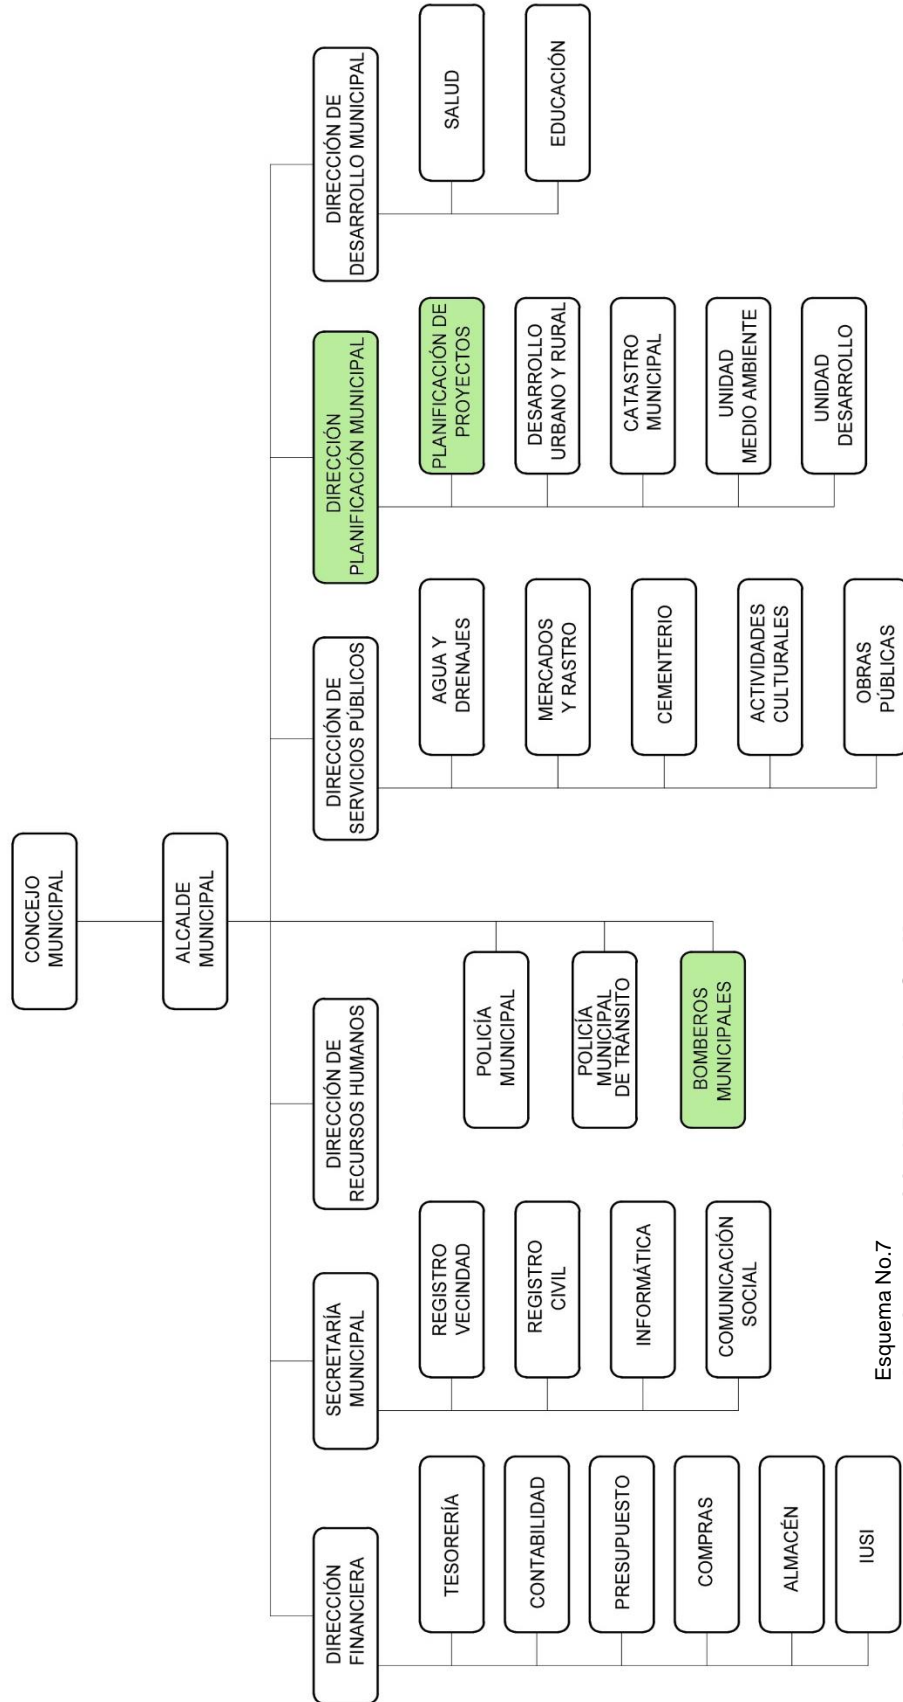 CONCEJO
MUNICIPAL
ALCALDE
MUNICIPAL
DIRECCIÓN
FINANCIERA
TESORERÍA
CONTABILIDAD
PRESUPUESTO
COMPRAS
ALMACÉN
IUSI
SECRETARÍA
MUNICIPAL
REGISTRO
VECINDAD
REGISTRO
CIVIL
INFORMÁTICA
COMUNICACIÓN
SOCIAL
DIRECCIÓN DE
RECURSOS HUMANOS
POLICÍA
MUNICIPAL
POLICÍA
MUNICIPAL
DE TRÁNSITO
BOMBEROS
MUNICIPALES
DIRECCIÓN DE
SERVICIOS PÚBLICOS
AGUA Y
DRENAJES
MERCADOS
Y RASTRO
CEMENTERIO
ACTIVIDADES
CULTURALES
OBRAS
PÚBLICAS
DIRECCIÓN
PLANIFICACIÓN MUNICIPAL
PLANIFICACIÓN DE
PROYECTOS
DESARROLLO
URBANO Y RURAL
CATASTRO
MUNICIPAL
UNIDAD
MEDIO AMBIENTE
UNIDAD
DESARROLLO
DIRECCIÓN DE
DESARROLLO MUNICIPAL
SALUD
EDUCACIÓN
Esquema No.7